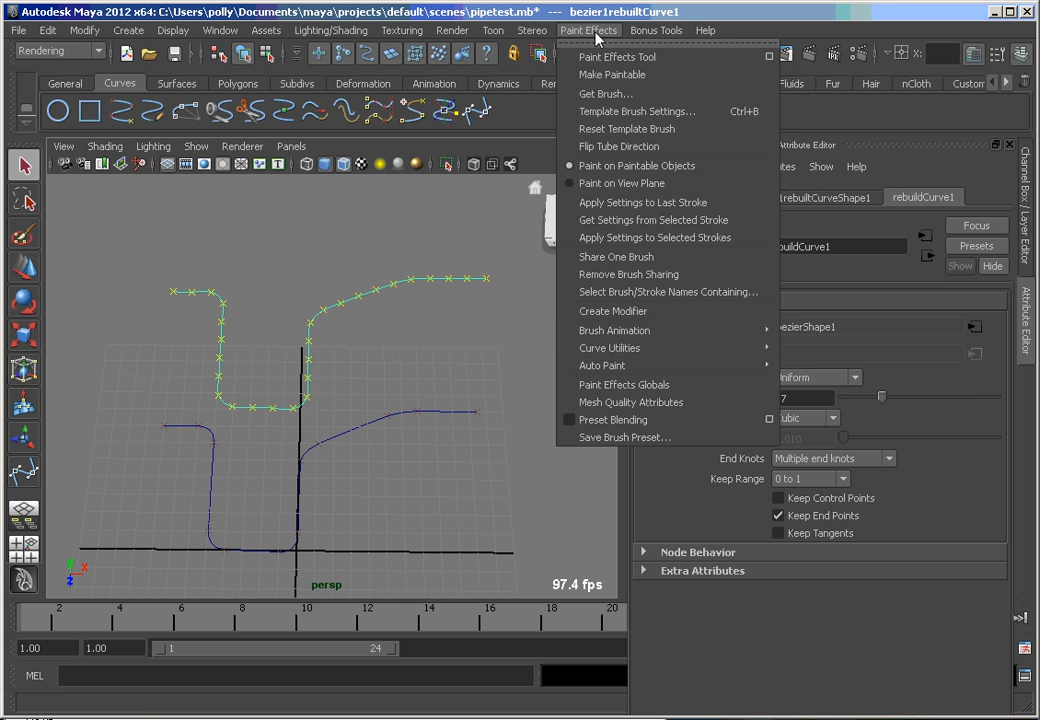 Autodesk Maya 2012 x64: C:\Users\polly\Documents\maya\projects\default\scenes\pipetest.mb* --- bezier1rebuiltCurve1
File Edit Modify Create Display Window Assets Lighting/Shading Texturing Render Toon Stereo Paint Effects Bonus Tools Help
Rendering X:
General Curves Surfaces Polygons Subdivs Deformation Animation Dynamics Fluids Fur Hair nCloth
View Shading Lighting Show Renderer Panels
Paint Effects Tool
Make Paintable
Get Brush...
Template Brush Settings... Ctrl+B
Reset Template Brush
Flip Tube Direction
Paint on Paintable Objects
Paint on View Plane
Apply Settings to Last Stroke
Get Settings from Selected Stroke
Apply Settings to Selected Strokes
Share One Brush
Remove Brush Sharing
Select Brush/Stroke Names Containing...
Create Modifier
Brush Animation
Curve Utilities
Auto Paint
Paint Effects Globals
Mesh Quality Attributes
Preset Blending
Save Brush Preset...
Attribute Editor
Show Help
1rebuiltCurveShape1 rebuildCurve1
Focus
Presets
Show Hide
bezierShape1
End Knots Multiple end knots
Keep Range 0 to 1
Keep Control Points
Keep End Points
Keep Tangents
Node Behavior
Extra Attributes
Channel Box / Layer Editor
Attribute Editor
y
x
z
persp
97.4 fps
2 4 6 8 10 12 14 16 18 20
1.00 1.00 1 24
MEL